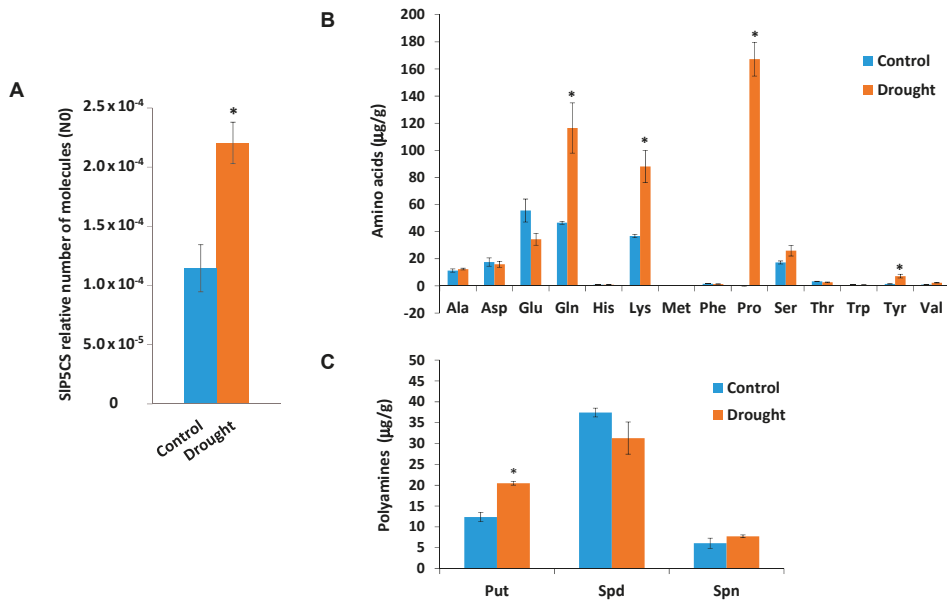 A
SlP5CS relative number of molecules (N0)
2.5 x 10⁻⁴
2.0 x 10⁻⁴
1.5 x 10⁻⁴
1.0 x 10⁻⁴
5.0 x 10⁻⁵
0
*
Control
Drought
B
Amino acids (µg/g)
200
180
160
140
120
100
80
60
40
20
0
-20
* * * *
Control
Drought
Ala Asp Glu Gln His Lys Met Phe Pro Ser Thr Trp Tyr Val
C
Polyamines (µg/g)
50
45
40
35
30
25
20
15
10
5
0
*
Control
Drought
Put Spd Spn